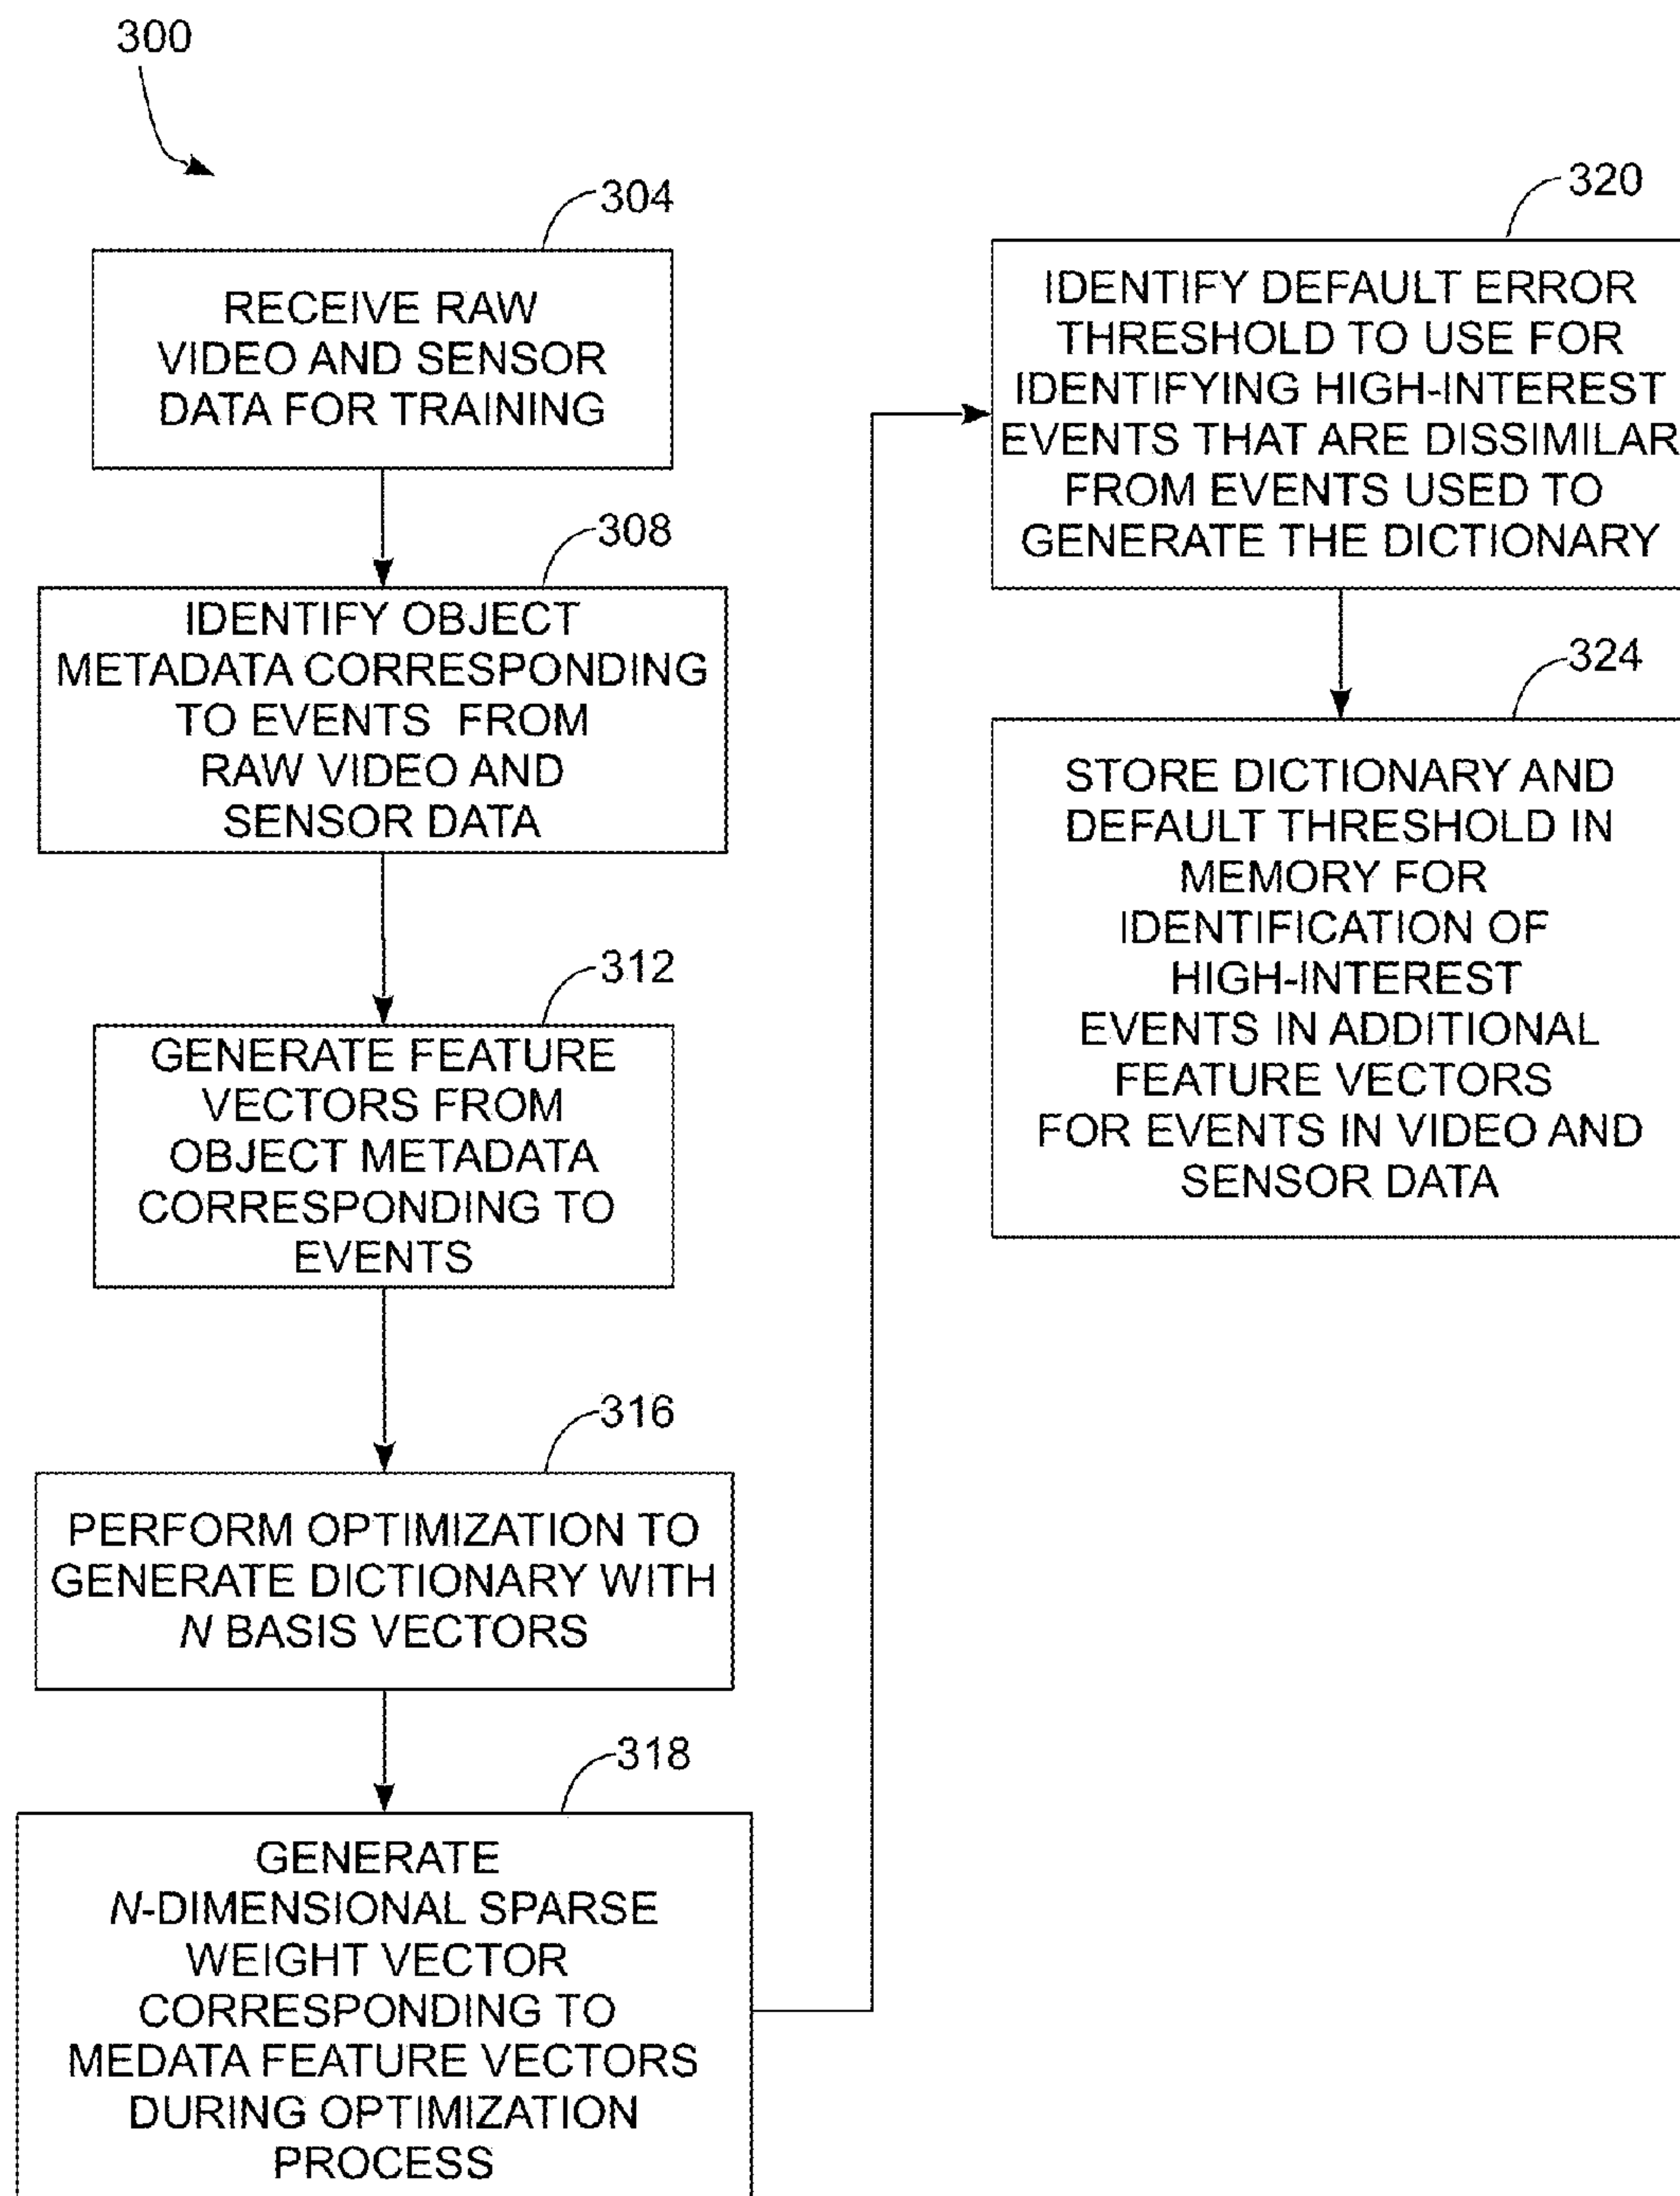 300
304
RECEIVE RAW
VIDEO AND SENSOR
DATA FOR TRAINING
308
IDENTIFY OBJECT
METADATA CORRESPONDING
TO EVENTS FROM
RAW VIDEO AND
SENSOR DATA
312
GENERATE FEATURE
VECTORS FROM
OBJECT METADATA
CORRESPONDING TO
EVENTS
316
PERFORM OPTIMIZATION TO
GENERATE DICTIONARY WITH
N BASIS VECTORS
318
GENERATE
N-DIMENSIONAL SPARSE
WEIGHT VECTOR
CORRESPONDING TO
MEDATA FEATURE VECTORS
DURING OPTIMIZATION
PROCESS
320
IDENTIFY DEFAULT ERROR
THRESHOLD TO USE FOR
IDENTIFYING HIGH-INTEREST
EVENTS THAT ARE DISSIMILAR
FROM EVENTS USED TO
GENERATE THE DICTIONARY
324
STORE DICTIONARY AND
DEFAULT THRESHOLD IN
MEMORY FOR
IDENTIFICATION OF
HIGH-INTEREST
EVENTS IN ADDITIONAL
FEATURE VECTORS
FOR EVENTS IN VIDEO AND
SENSOR DATA